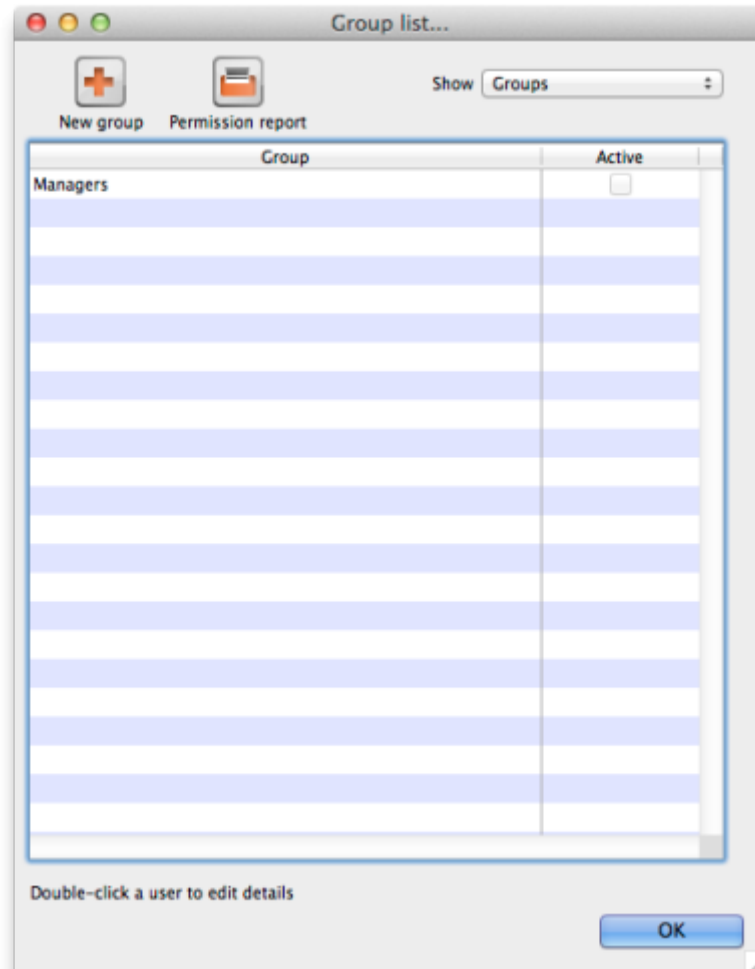 Group list...
Show Groups
New group Permission report
Group Active
Managers
Double-click a user to edit details
OK